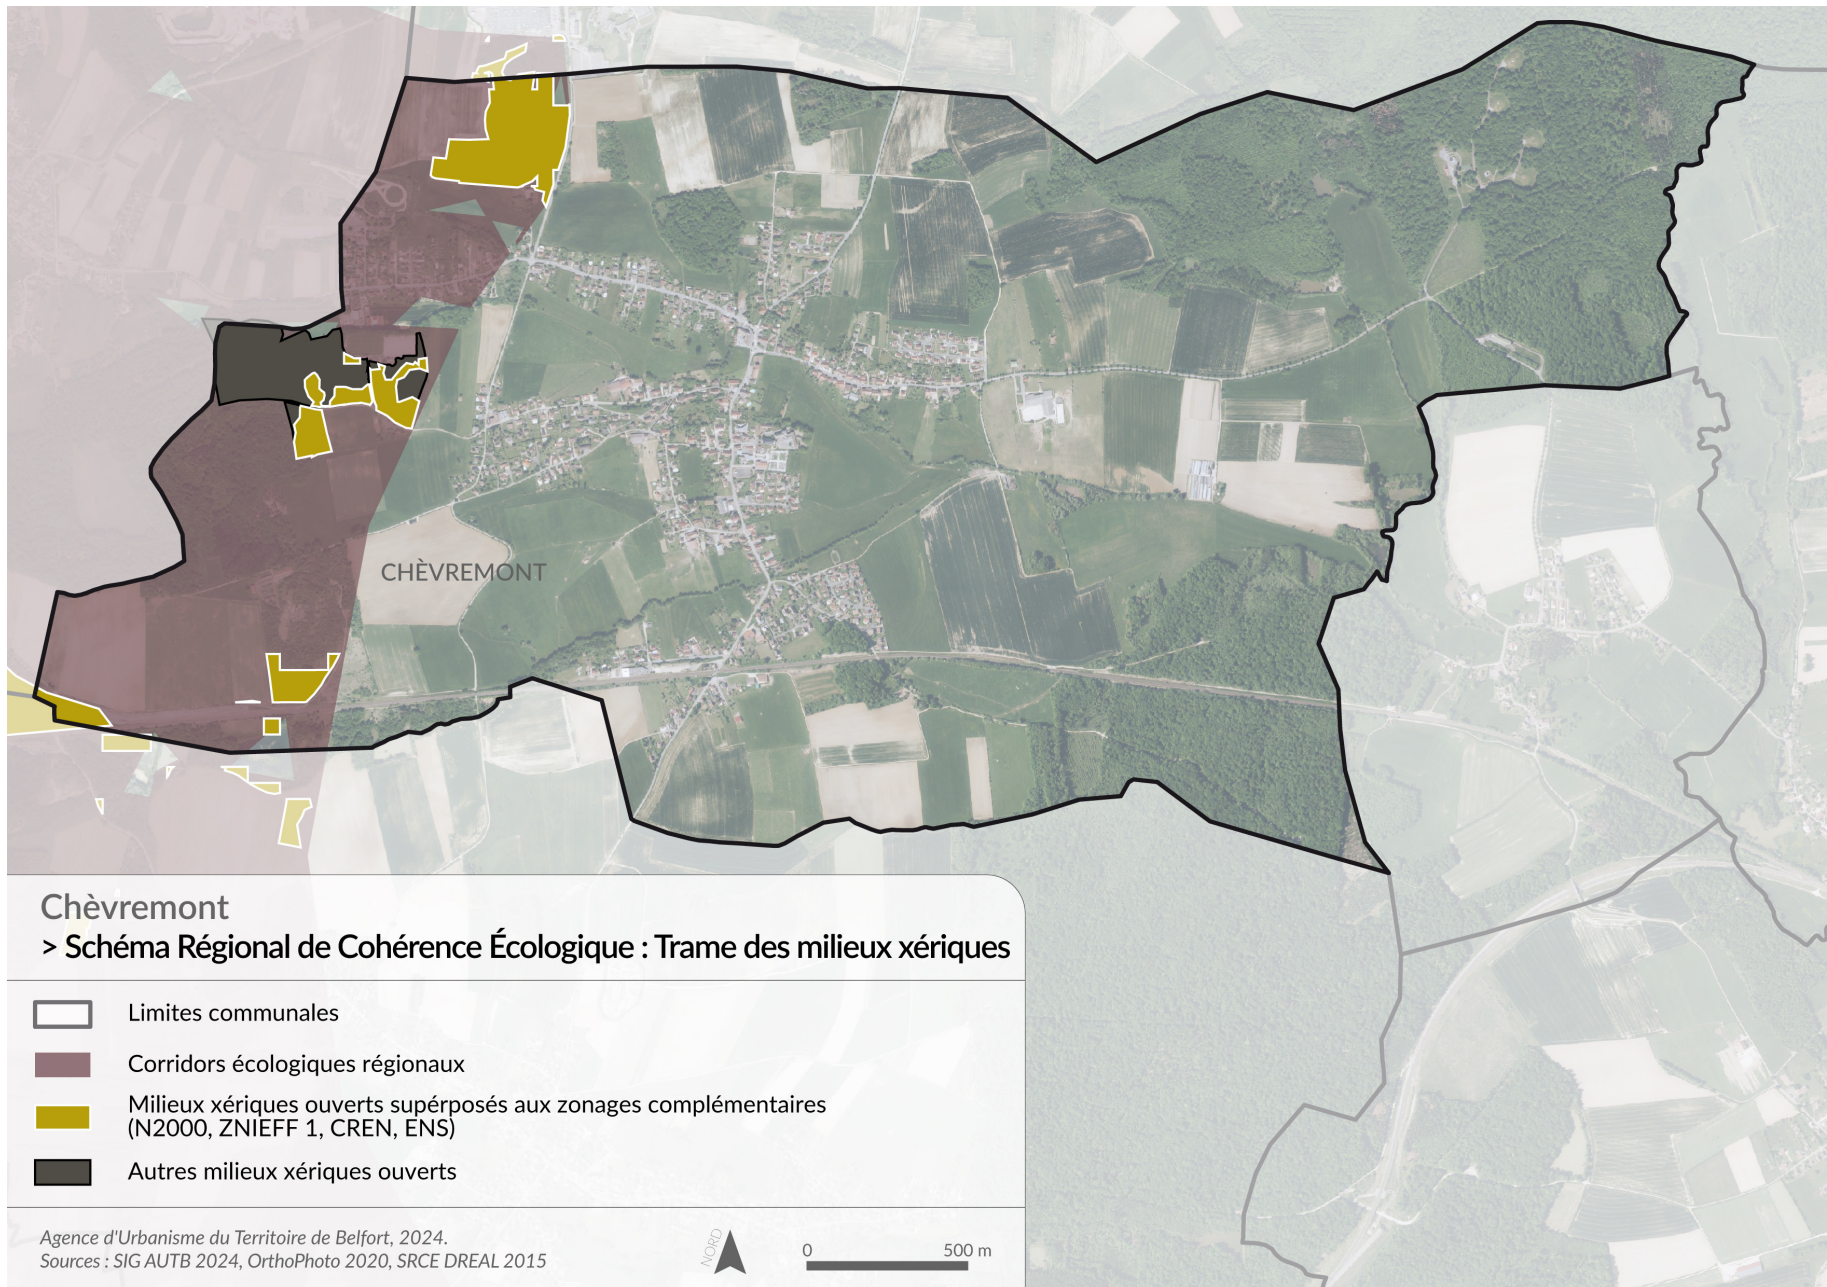 CHÈVREMONT
Chèvremont
> Schéma Régional de Cohérence Écologique : Trame des milieux xériques
Limites communales
Corridors écologiques régionaux
Milieux xériques ouverts supérposés aux zonages complémentaires
(N2000, ZNIEFF 1, CREN, ENS)
Autres milieux xériques ouverts
Agence d'Urbanisme du Territoire de Belfort, 2024.
Sources : SIG AUTB 2024, OrthoPhoto 2020, SRCE DREAL 2015
NORD
0 500 m